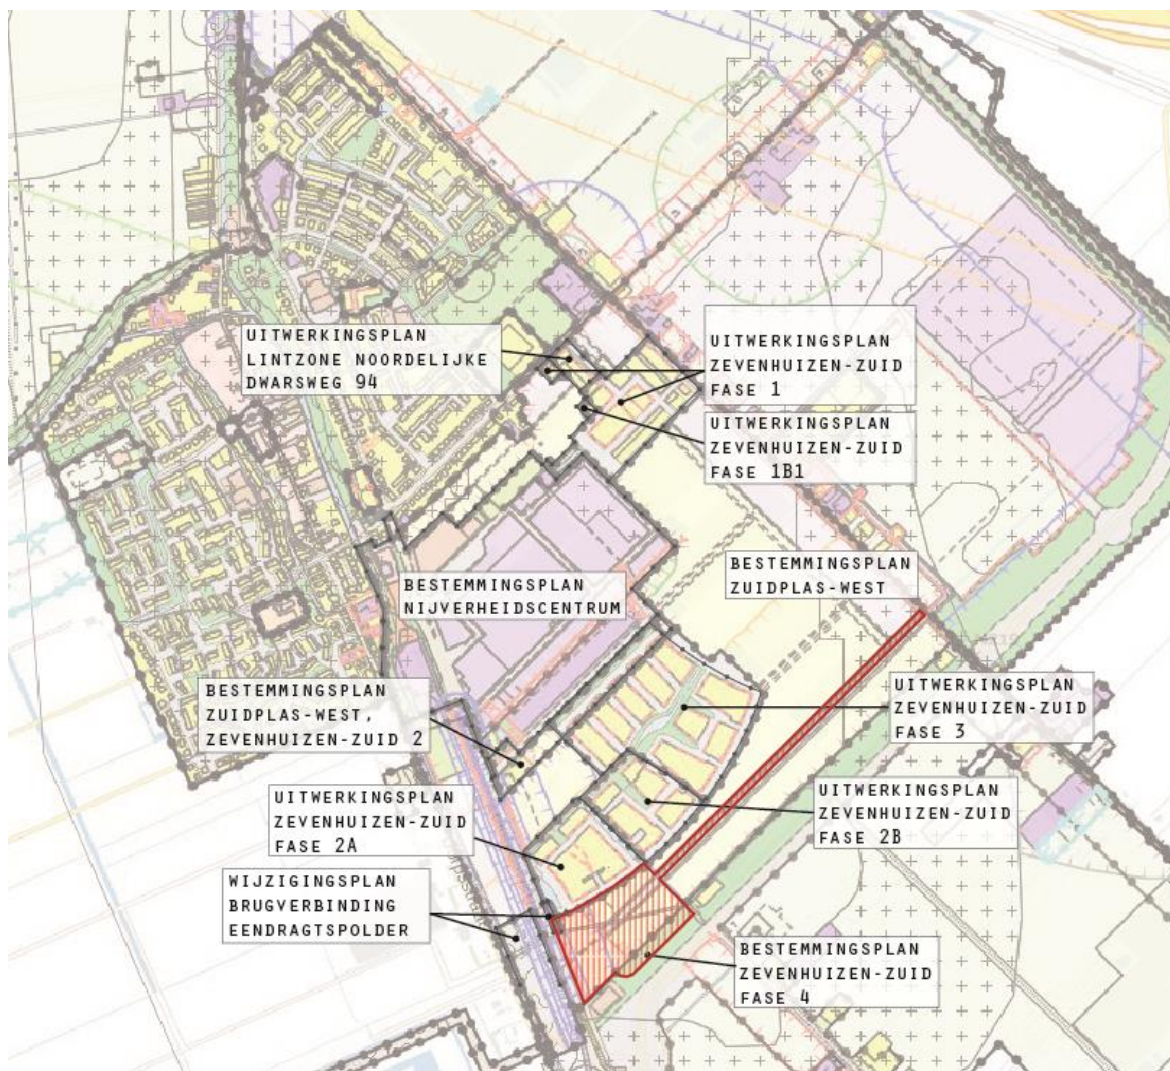 UITWERKINGSPLAN
LINTZONE NOORDELIJKE
DWARSWEG 94
UITWERKINGSPLAN
ZEVENHUIZEN-ZUID
FASE 1
UITWERKINGSPLAN
ZEVENHUIZEN-ZUID
FASE 1B1
BESTEMMINGSPLAN
NIJVERHEIDSCENTRUM
BESTEMMINGSPLAN
ZUIDPLAS-WEST
BESTEMMINGSPLAN
ZUIDPLAS-WEST,
ZEVENHUIZEN-ZUID 2
UITWERKINGSPLAN
ZEVENHUIZEN-ZUID
FASE 3
UITWERKINGSPLAN
ZEVENHUIZEN-ZUID
FASE 2A
UITWERKINGSPLAN
ZEVENHUIZEN-ZUID
FASE 2B
WIJZIGINGSPLAN
BRUGVERBINDING
EENDRAGTSPOLDER
BESTEMMINGSPLAN
ZEVENHUIZEN-ZUID
FASE 4